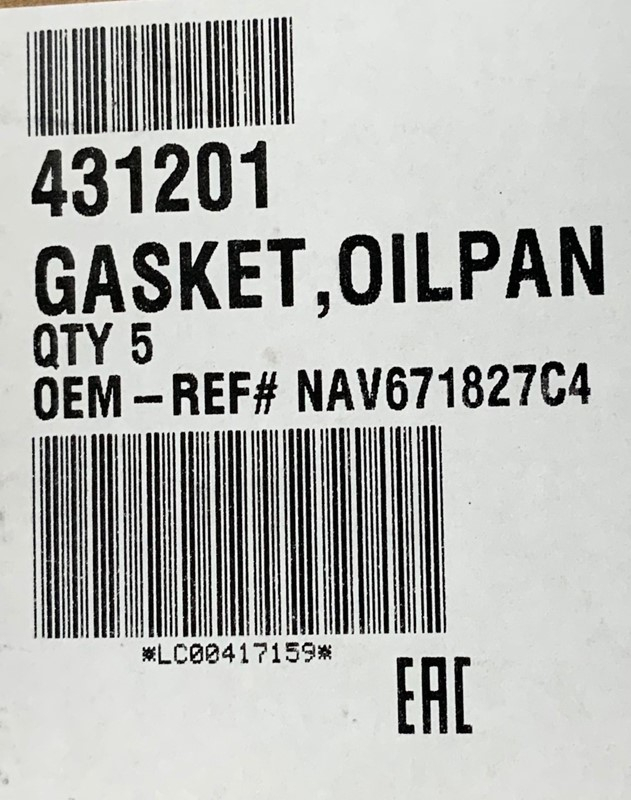 431201
GASKET,OILPAN
QTY 5
OEM-REF# NAV671827C4
*LC00417159*
EAC